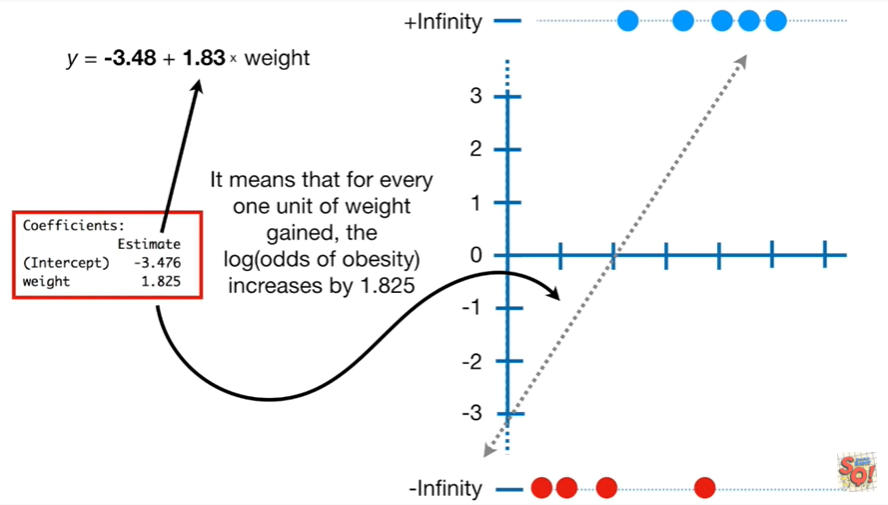 y = -3.48 + 1.83 × weight
Coefficients:
Estimate
(Intercept) -3.476
weight 1.825
It means that for every
one unit of weight
gained, the
log(odds of obesity)
increases by 1.825
+Infinity
3
2
1
0
-1
-2
-3
-Infinity
SQ!